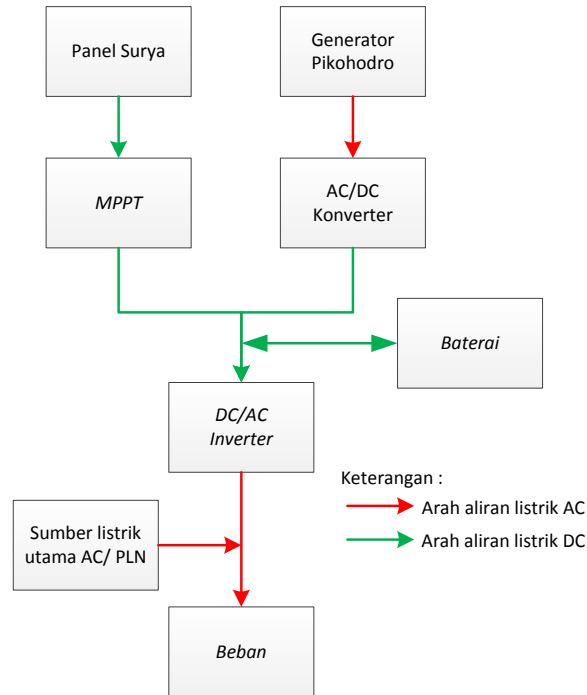 Panel Surya
Generator
Pikohodro
MPPT
AC/DC
Konverter
Baterai
DC/AC
Inverter
Keterangan :
Arah aliran listrik AC
Arah aliran listrik DC
Sumber listrik
utama AC/ PLN
Beban